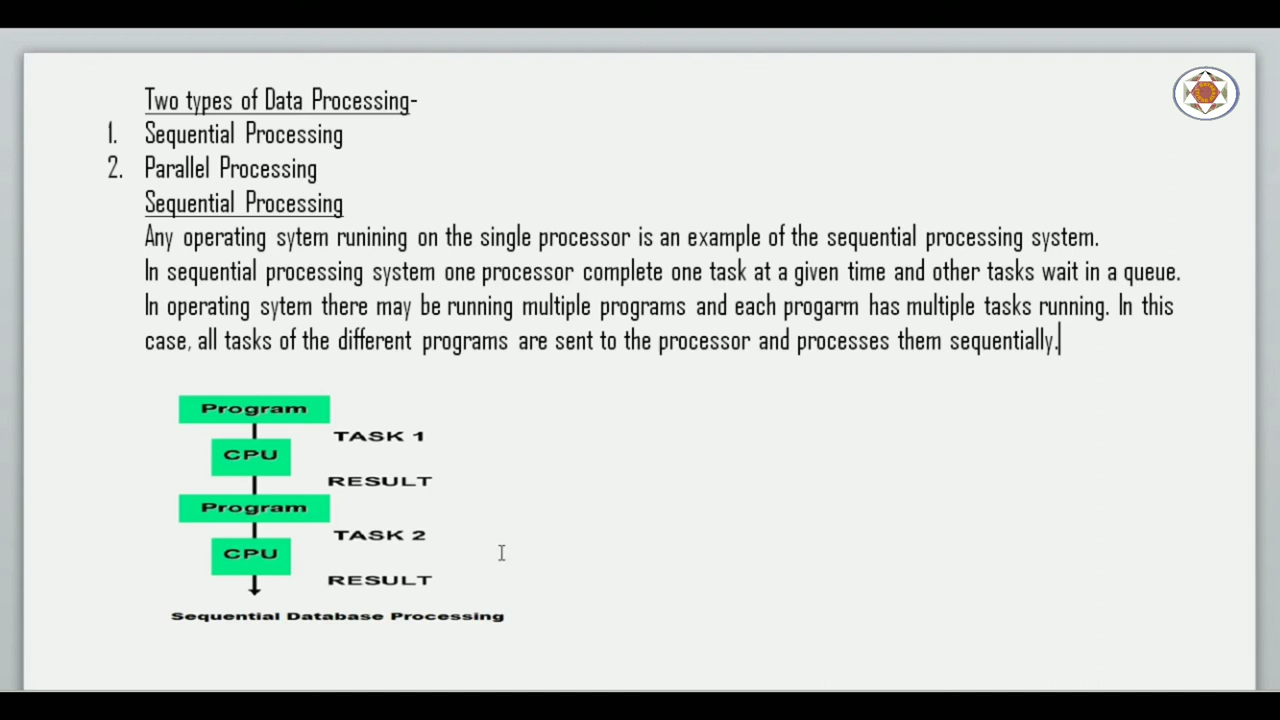 Two types of Data Processing-
1. Sequential Processing
2. Parallel Processing
Sequential Processing
Any operating sytem runining on the single processor is an example of the sequential processing system.
In sequential processing system one processor complete one task at a given time and other tasks wait in a queue.
In operating sytem there may be running multiple programs and each progarm has multiple tasks running. In this
case, all tasks of the different programs are sent to the processor and processes them sequentially.
Program
TASK 1
CPU
RESULT
Program
TASK 2
CPU
RESULT
Sequential Database Processing